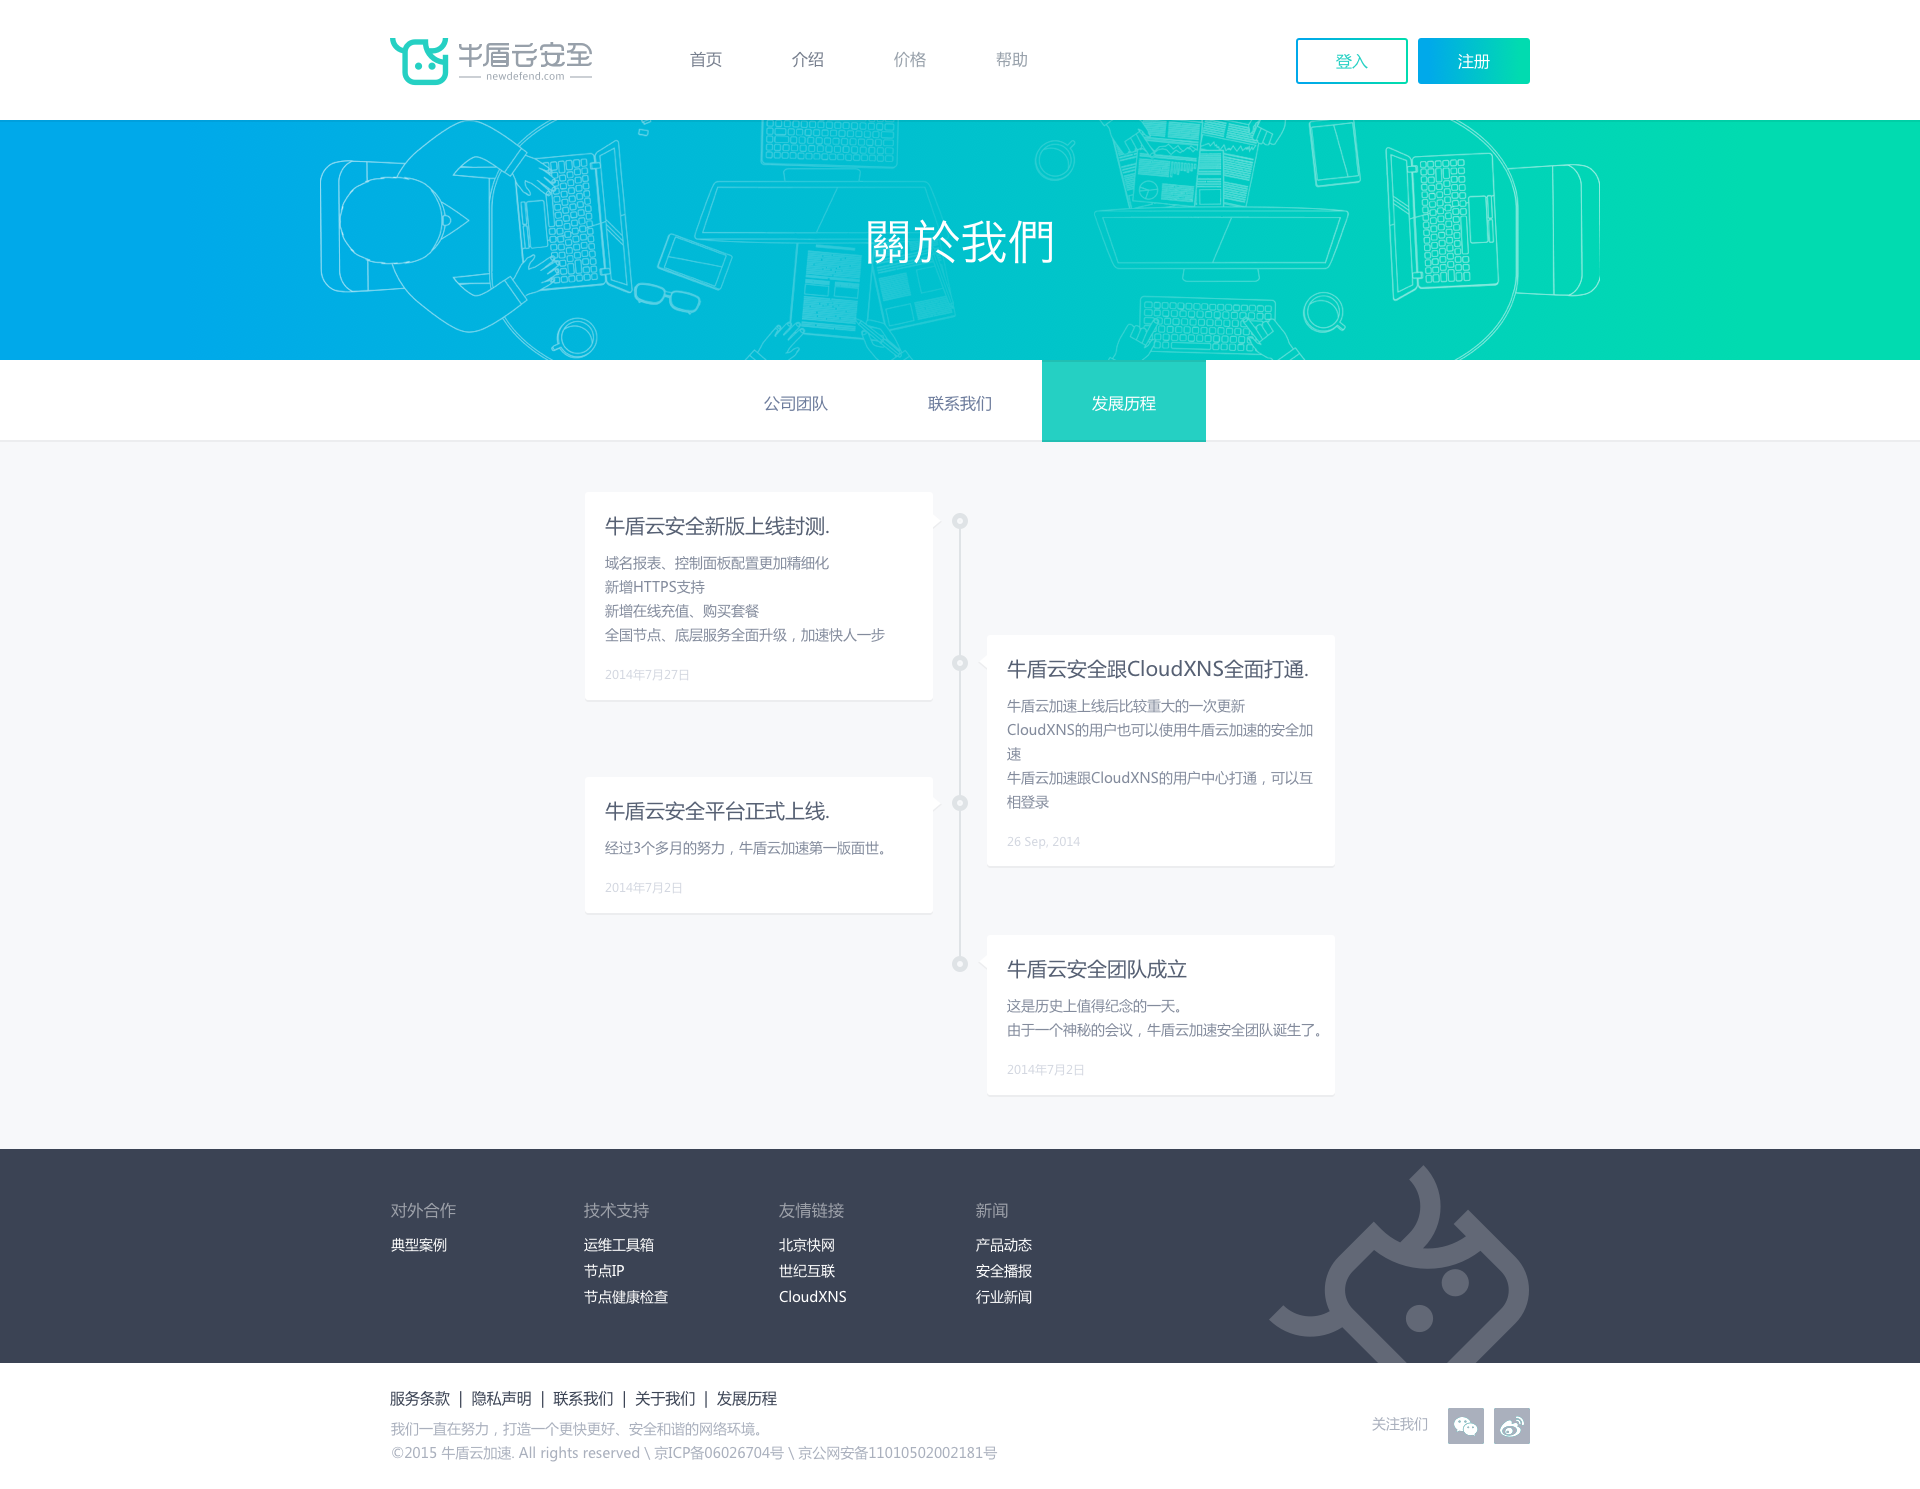 牛盾云安全
newdefend.com
首页
介绍
价格
帮助
登入
注册
關於我們
公司团队
联系我们
发展历程
牛盾云安全新版上线封测.
域名报表、控制面板配置更加精细化
新增HTTPS支持
新增在线充值、购买套餐
全国节点、底层服务全面升级，加速快人一步
2014年7月27日
牛盾云安全跟CloudXNS全面打通.
牛盾云加速上线后比较重大的一次更新
CloudXNS的用户也可以使用牛盾云加速的安全加
速
牛盾云加速跟CloudXNS的用户中心打通，可以互
相登录
26 Sep, 2014
牛盾云安全平台正式上线.
经过3个多月的努力，牛盾云加速第一版面世。
2014年7月2日
牛盾云安全团队成立
这是历史上值得纪念的一天。
由于一个神秘的会议，牛盾云加速安全团队诞生了。
2014年7月2日
对外合作
典型案例
技术支持
运维工具箱
节点IP
节点健康检查
友情链接
北京快网
世纪互联
CloudXNS
新闻
产品动态
安全播报
行业新闻
服务条款 | 隐私声明 | 联系我们 | 关于我们 | 发展历程
我们一直在努力，打造一个更快更好、安全和谐的网络环境。
©2015 牛盾云加速. All rights reserved \ 京ICP备06026704号 \ 京公网安备11010502002181号
关注我们